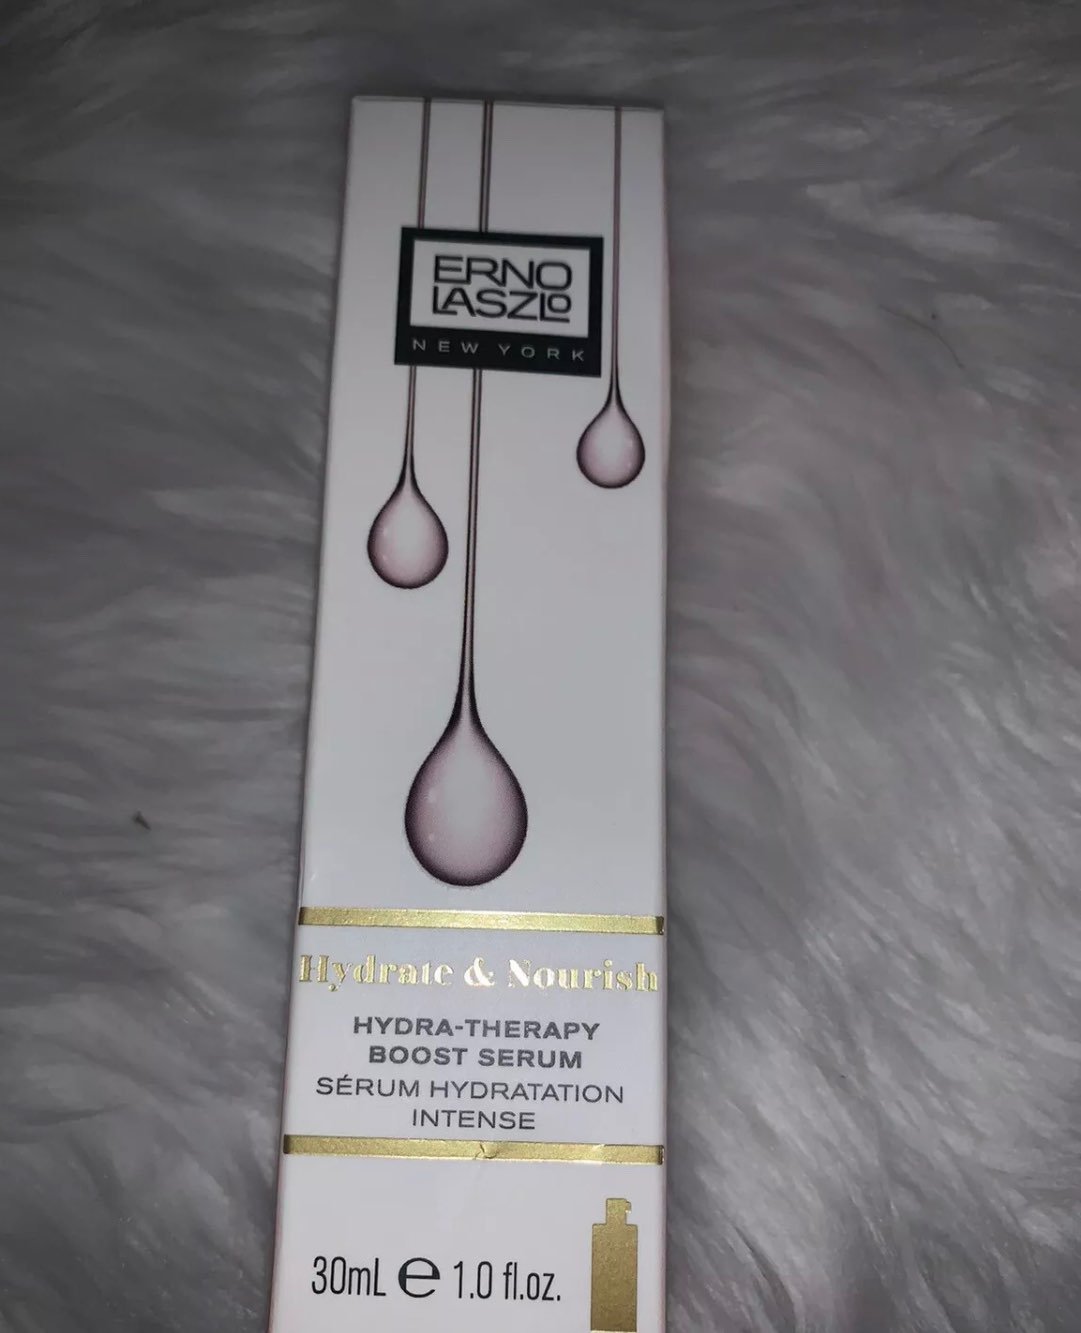 ERNO
LASZLO
NEW YORK
Hydrate & Nourish
HYDRA-THERAPY
BOOST SERUM
SÉRUM HYDRATATION
INTENSE
30mL e 1.0 fl.oz.